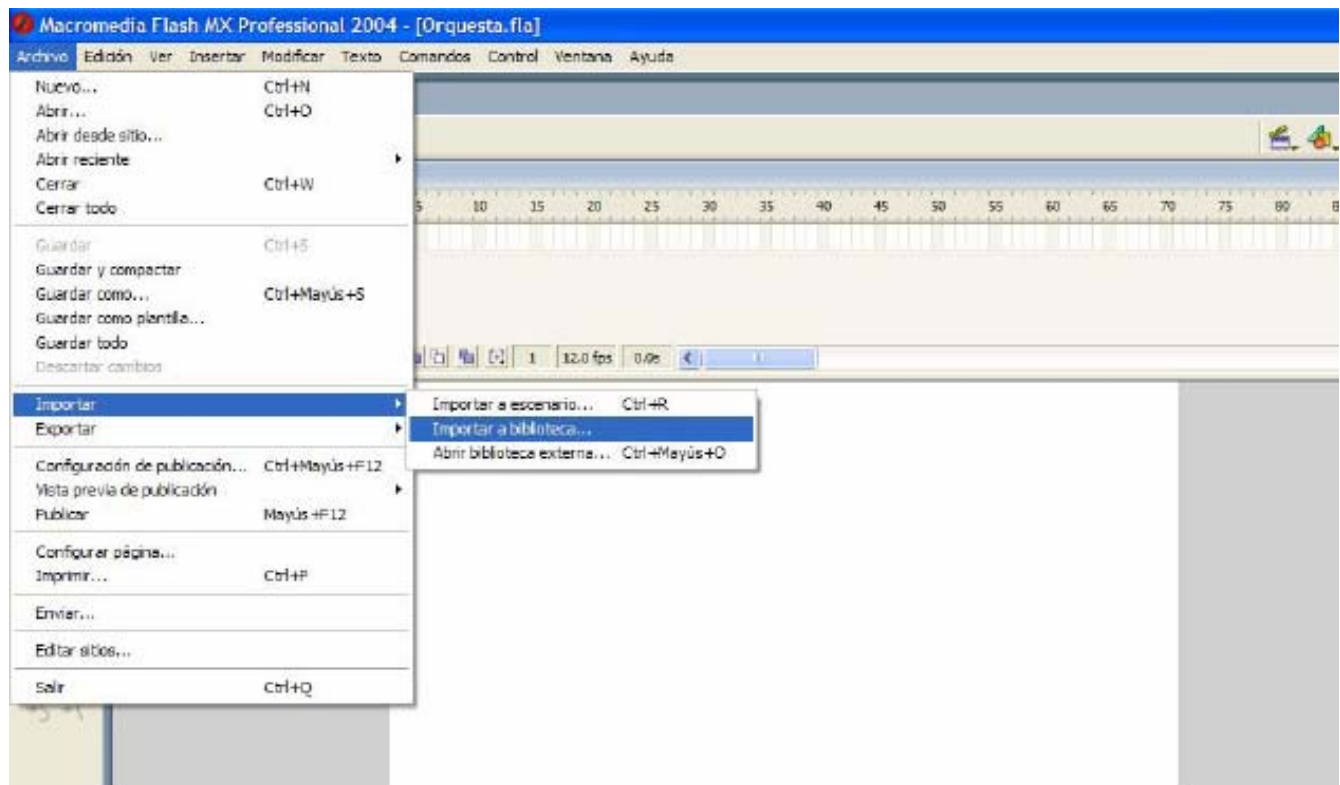 Macromedia Flash MX Professional 2004 - [Orquesta.fla]
Archivo Edición Ver Insertar Modificar Texto Comandos Control Ventana Ayuda
Nuevo... Ctrl+N
Abrir... Ctrl+O
Abrir desde sitio...
Abrir reciente
Cerrar Ctrl+W
Cerrar todo
5 10 15 20 25 30 35 40 45 50 55 60 65 70 75 80
Guardar Ctrl+S
Guardar y compactar
Guardar como... Ctrl+Mayús+S
Guardar como plantilla...
Guardar todo
Descartar cambios
1 12.0 fps 0.0s
Importar
Exportar
Importar a escenario... Ctrl+R
Importar a biblioteca...
Abrir biblioteca externa... Ctrl+Mayús+O
Configuración de publicación... Ctrl+Mayús+F12
Vista previa de publicación
Publicar Mayús+F12
Configurar página...
Imprimir... Ctrl+P
Enviar...
Editar sitios...
Salir Ctrl+Q